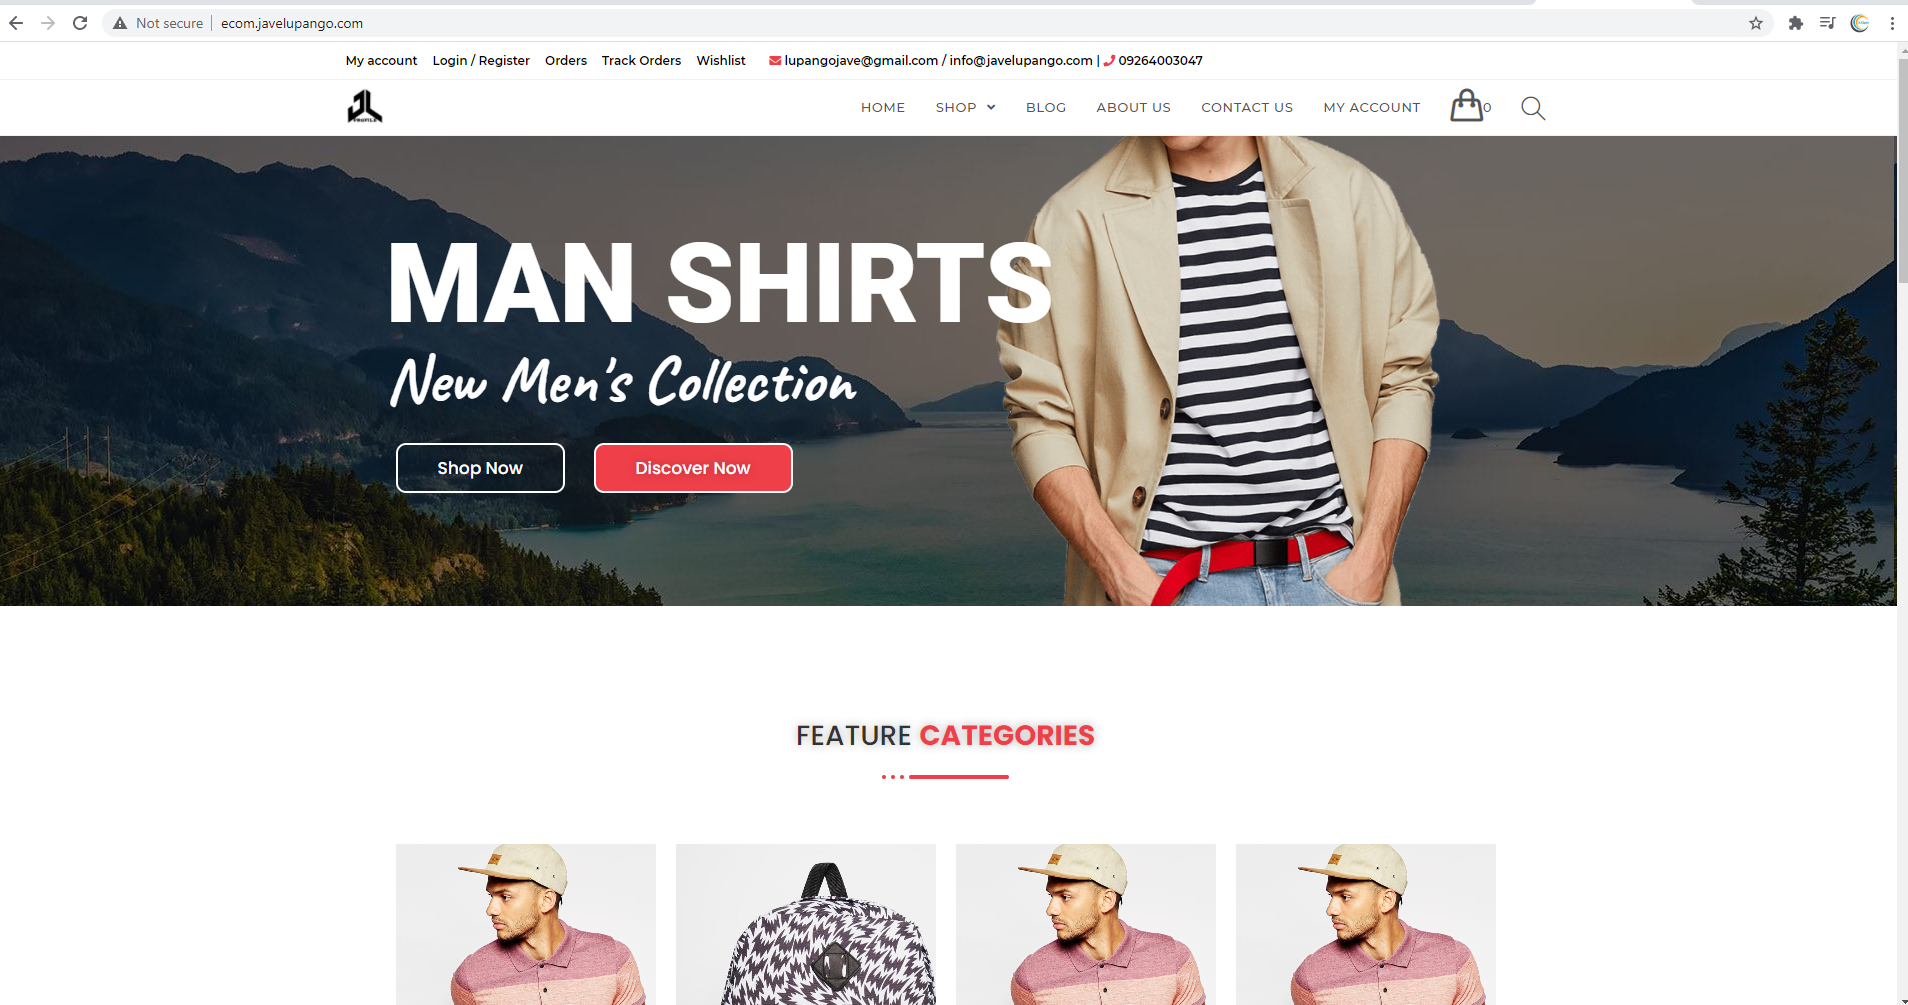 Not secure | ecom.javelupango.com
My account Login / Register Orders Track Orders Wishlist lupangojave@gmail.com / info@javelupango.com | 09264003047
JL
PROFILE
HOME SHOP BLOG ABOUT US CONTACT US MY ACCOUNT 0
MAN SHIRTS
New Men's Collection
Shop Now Discover Now
FEATURE CATEGORIES